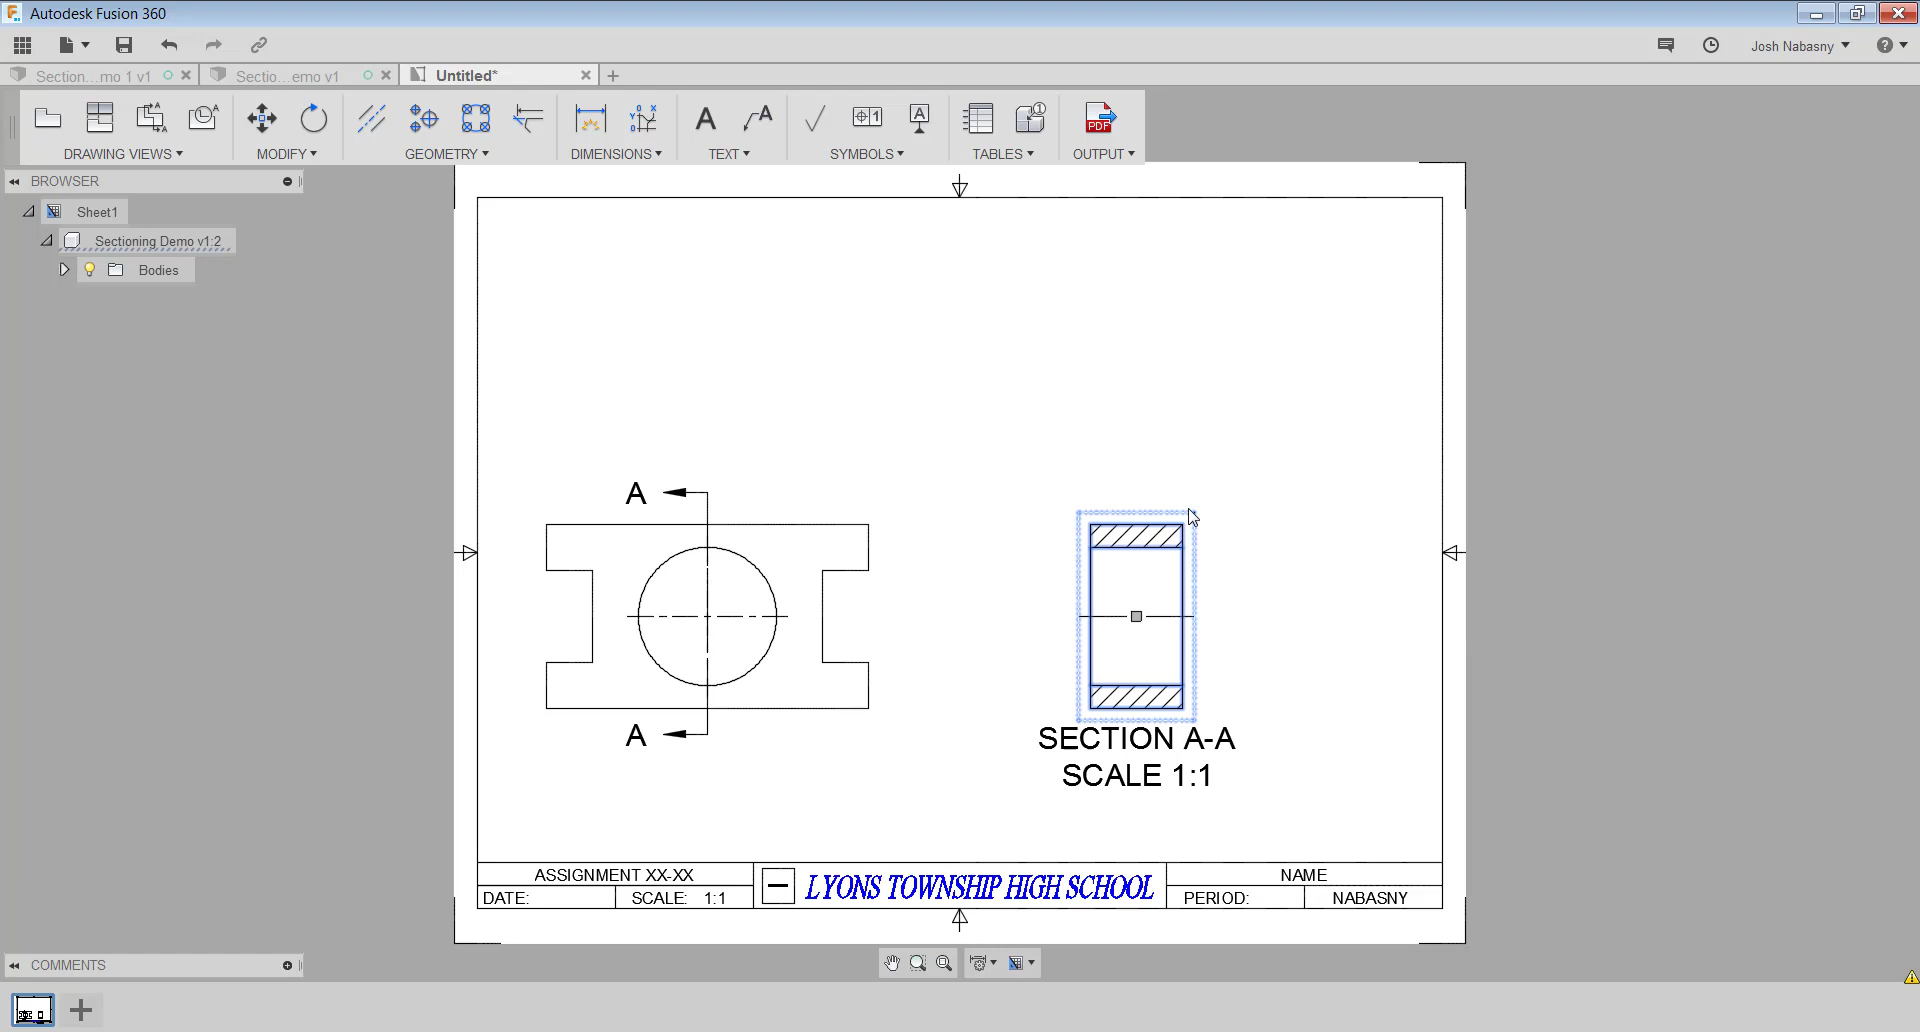 Autodesk Fusion 360
Josh Nabasny
Section...mo 1 v1
Sectio...emo v1
Untitled*
DRAWING VIEWS
MODIFY
GEOMETRY
DIMENSIONS
TEXT
SYMBOLS
TABLES
OUTPUT
BROWSER
Sheet1
Sectioning Demo v1:2
Bodies
A
A
SECTION A-A
SCALE 1:1
ASSIGNMENT XX-XX
DATE:
SCALE: 1:1
LYONS TOWNSHIP HIGH SCHOOL
NAME
PERIOD:
NABASNY
COMMENTS